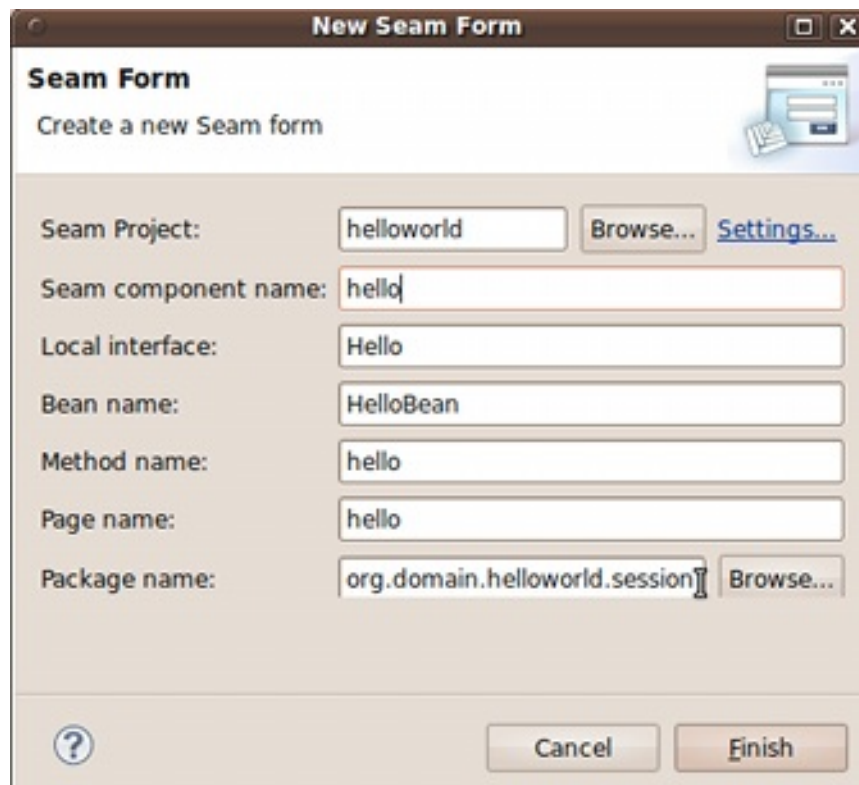 New Seam Form
Seam Form
Create a new Seam form
Seam Project: helloworld Browse... Settings...
Seam component name: hello
Local interface: Hello
Bean name: HelloBean
Method name: hello
Page name: hello
Package name: org.domain.helloworld.session Browse...
? Cancel Finish